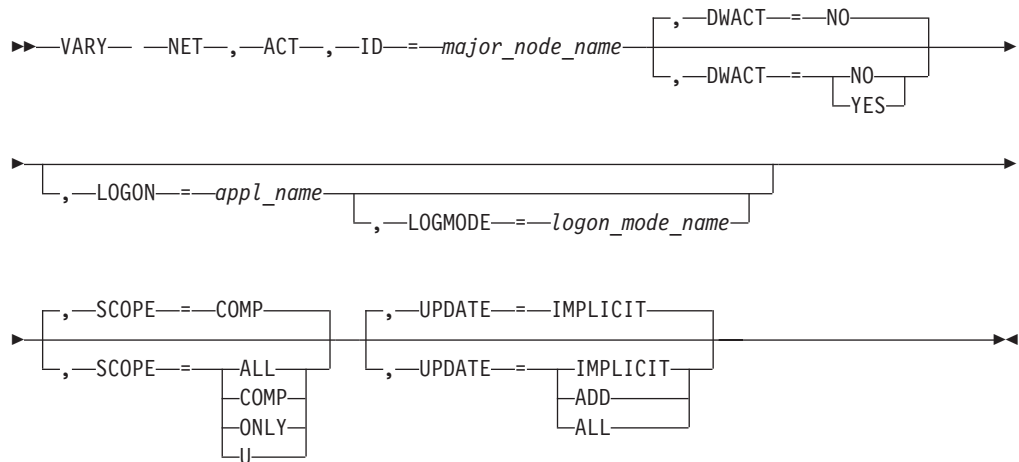 , DWACT = NO
VARY NET , ACT , ID = major_node_name
, DWACT = NO
YES
, LOGON = appl_name
, LOGMODE = logon_mode_name
, SCOPE = COMP , UPDATE = IMPLICIT
, SCOPE = ALL , UPDATE = IMPLICIT
COMP ADD
ONLY ALL
U